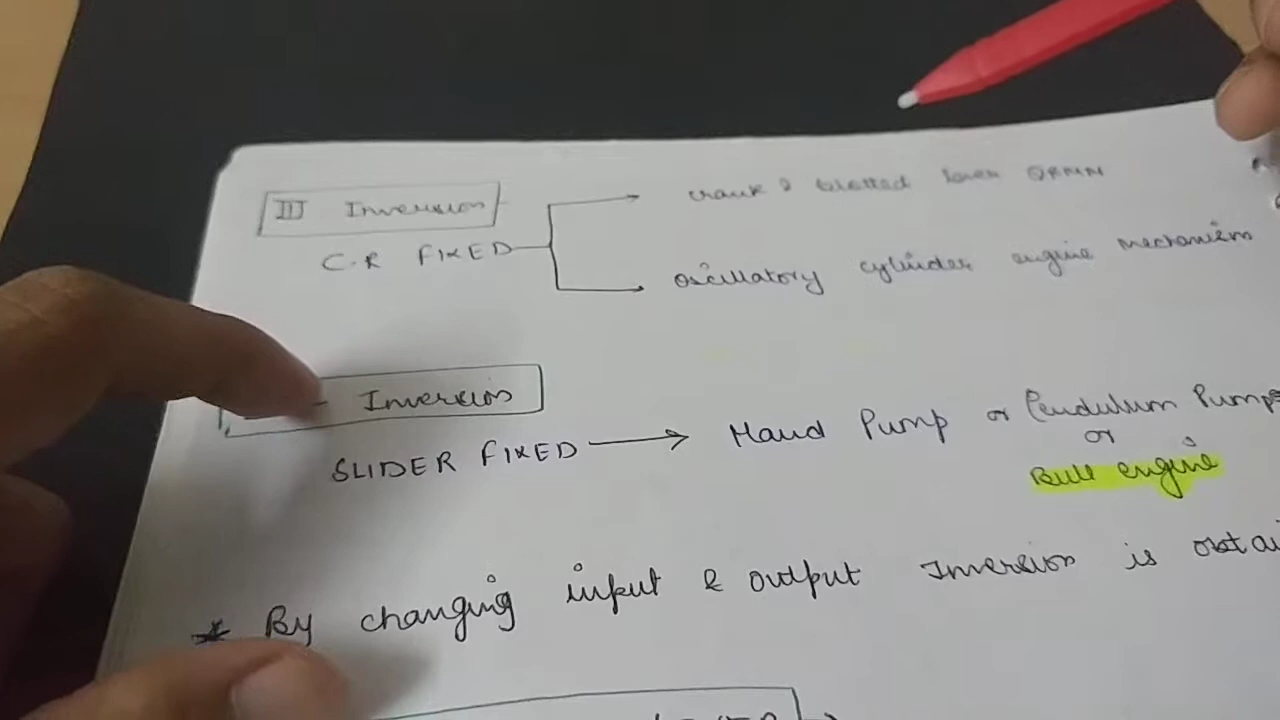 III Inversion
crank & slotted lever QRMM
C.R FIXED
Oscillatory cylinder engine Mechanism
Inversion
SLIDER FIXED → Hand Pump or Pendulum Pump
or
Bull engine
* By changing input & output Inversion is obtai